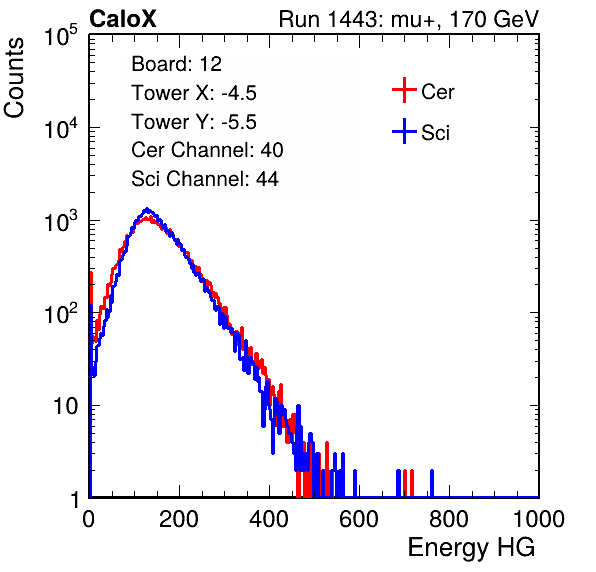 CaloX Run 1443: mu+, 170 GeV
Counts
Board: 12
Tower X: -4.5
Tower Y: -5.5
Cer Channel: 40
Sci Channel: 44
Cer
Sci
10^5
10^4
10^3
10^2
10
1
0 200 400 600 800 1000
Energy HG